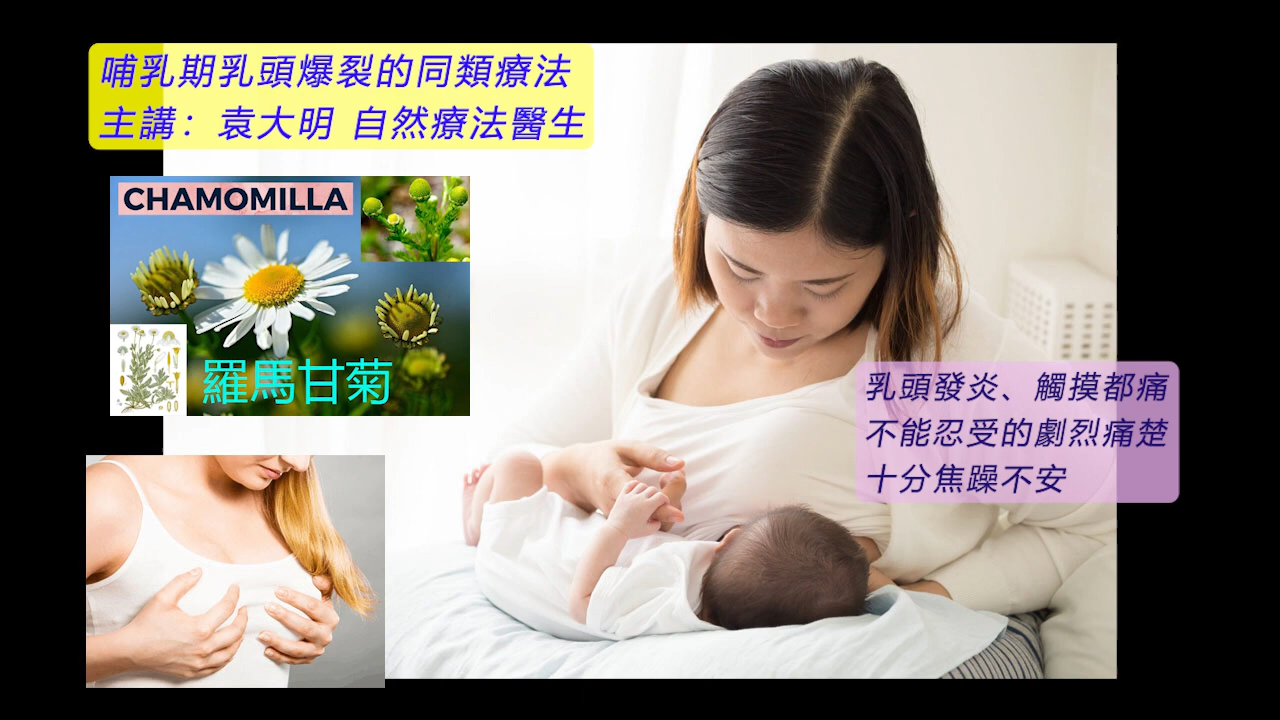 哺乳期乳頭爆裂的同類療法
主講：袁大明 自然療法醫生
CHAMOMILLA
羅馬甘菊
乳頭發炎、觸摸都痛
不能忍受的劇烈痛楚
十分焦躁不安